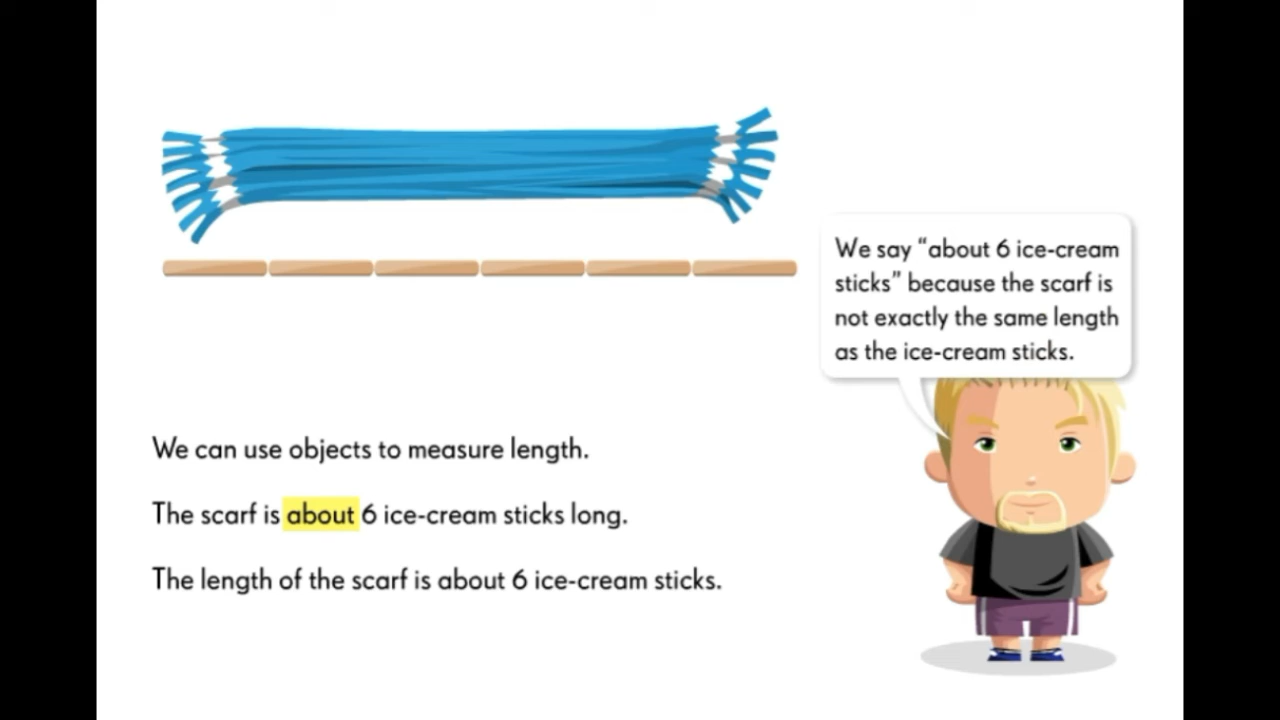 We say “about 6 ice-cream
sticks” because the scarf is
not exactly the same length
as the ice-cream sticks.
We can use objects to measure length.
The scarf is about 6 ice-cream sticks long.
The length of the scarf is about 6 ice-cream sticks.